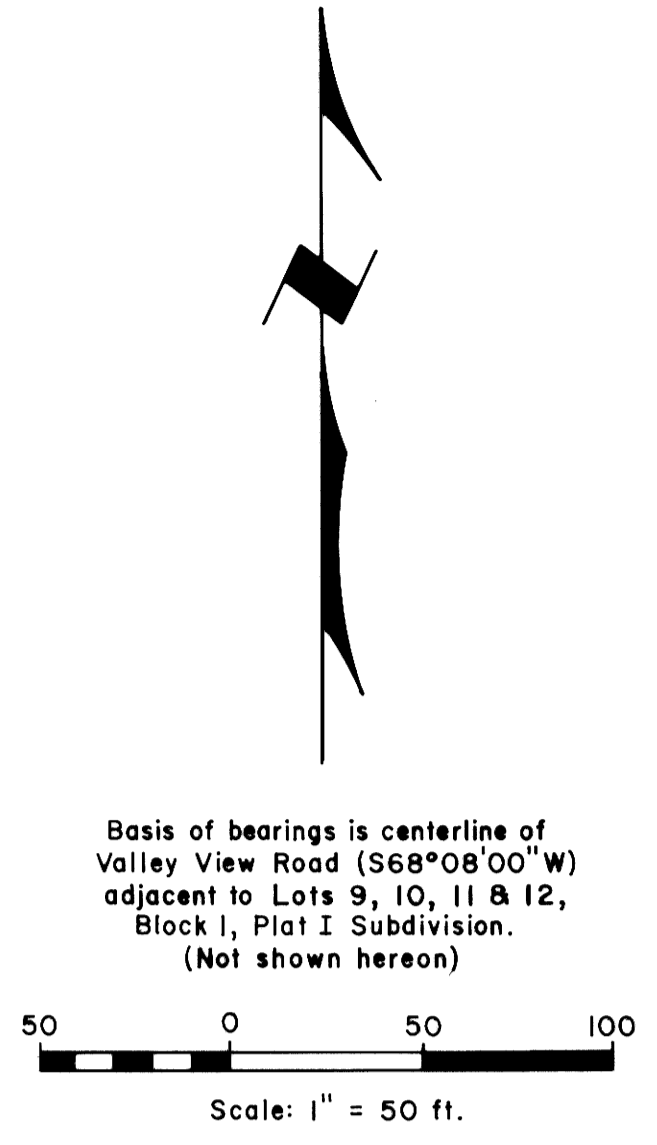 N
Basis of bearings is centerline of
Valley View Road (S68°08'00"W)
adjacent to Lots 9, 10, 11 & 12,
Block 1, Plat I Subdivision.
(Not shown hereon)
50 0 50 100
Scale: 1" = 50 ft.